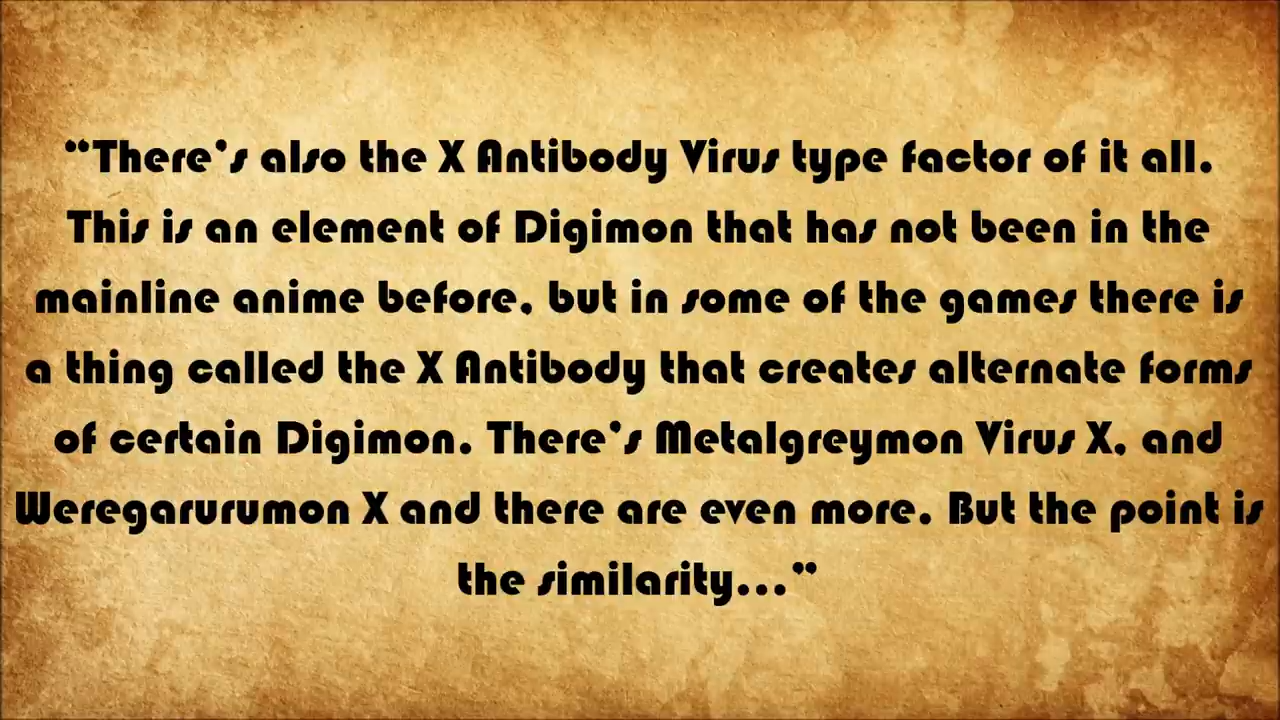 “There’s also the X Antibody Virus type factor of it all.
This is an element of Digimon that has not been in the
mainline anime before, but in some of the games there is
a thing called the X Antibody that creates alternate forms
of certain Digimon. There’s Metalgreymon Virus X, and
Weregarurumon X and there are even more. But the point is
the similarity...”